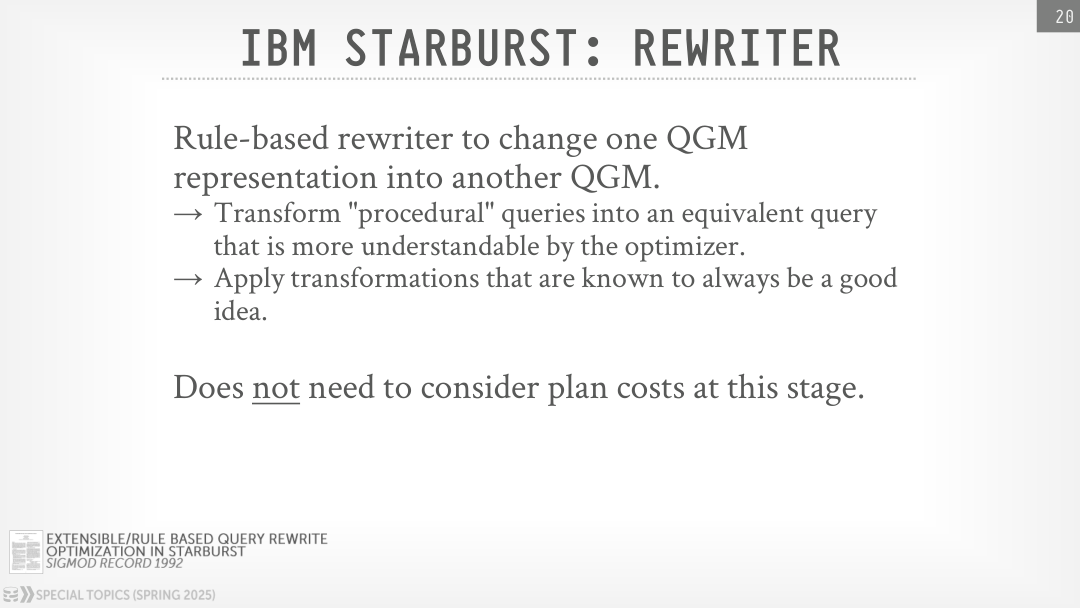 20
IBM STARBURST: REWRITER
Rule-based rewriter to change one QGM
representation into another QGM.
→ Transform "procedural" queries into an equivalent query
that is more understandable by the optimizer.
→ Apply transformations that are known to always be a good
idea.
Does not need to consider plan costs at this stage.
EXTENSIBLE/RULE BASED QUERY REWRITE
OPTIMIZATION IN STARBURST
SIGMOD RECORD 1992
SPECIAL TOPICS (SPRING 2025)